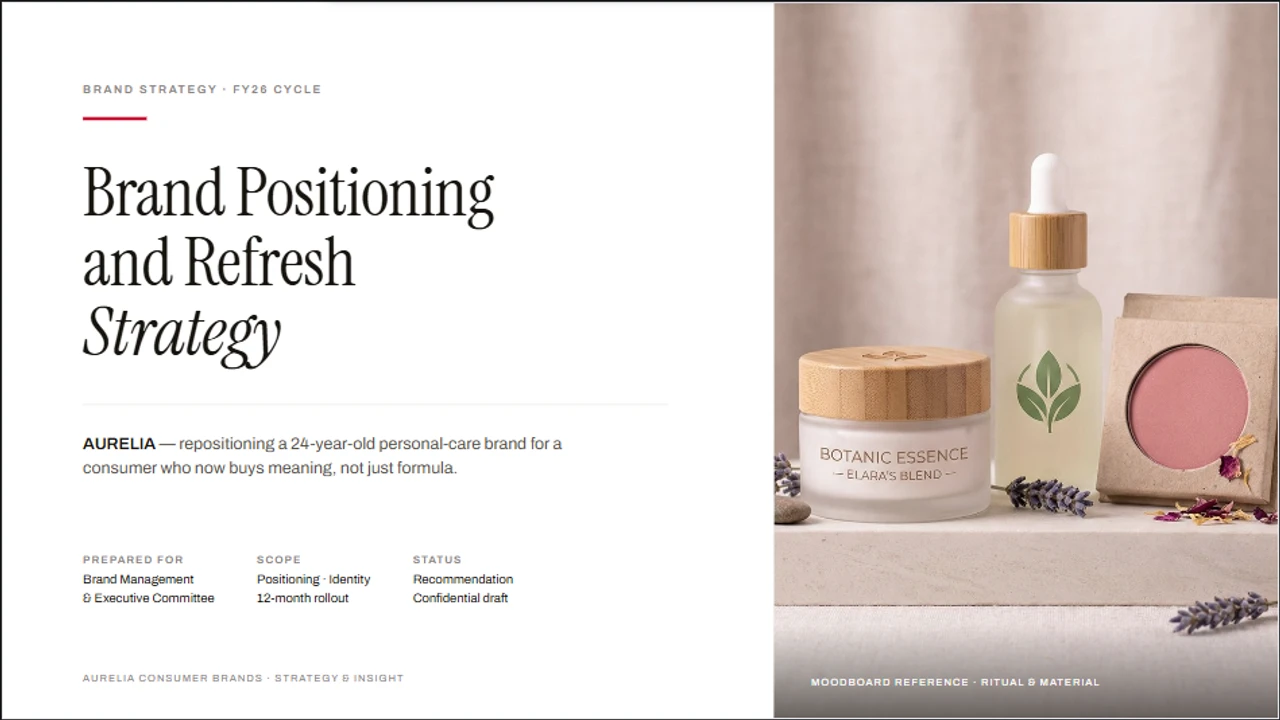 BRAND STRATEGY · FY26 CYCLE
Brand Positioning
and Refresh
Strategy
AURELIA — repositioning a 24-year-old personal-care brand for a
consumer who now buys meaning, not just formula.
PREPARED FOR
Brand Management
& Executive Committee
SCOPE
Positioning · Identity
12-month rollout
STATUS
Recommendation
Confidential draft
AURELIA CONSUMER BRANDS · STRATEGY & INSIGHT
BOTANIC ESSENCE
– ELARA'S BLEND –
MOODBOARD REFERENCE · RITUAL & MATERIAL